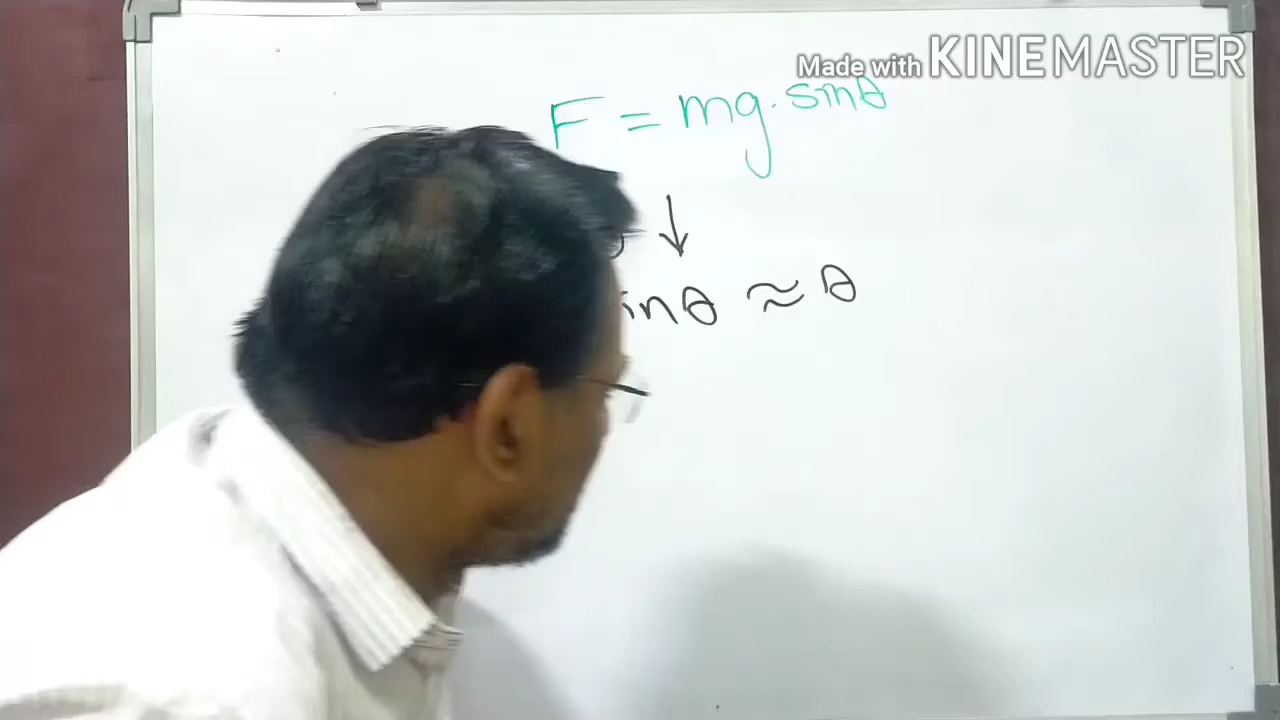 Made with KINEMASTER
F = mg.sinθ
↓
inθ ≈ θ